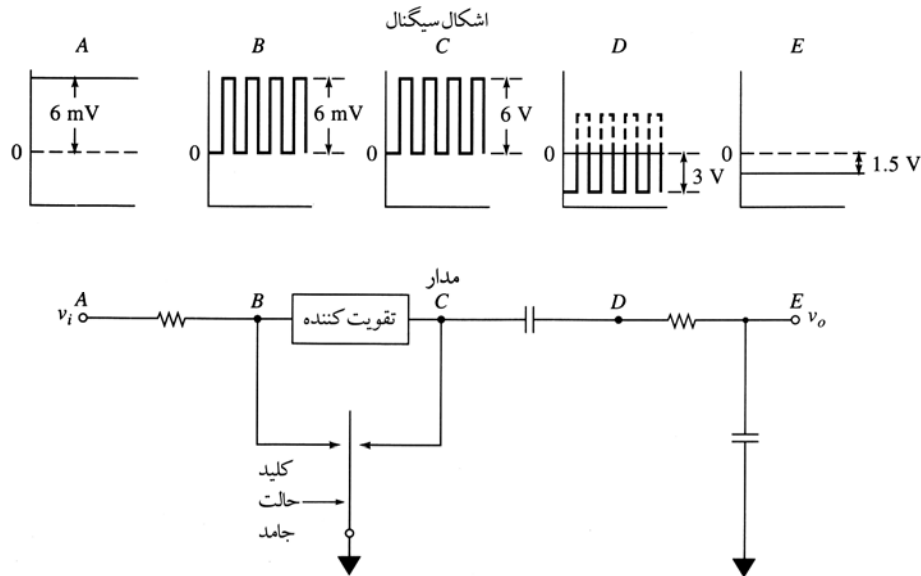 اشکال سیگنال
A B C D E
6 mV 6 mV 6 V
0 0 0 0 0
3 V 1.5 V
مدار
A B C D E
vi تقویت کننده vo
کلید
حالت
جامد